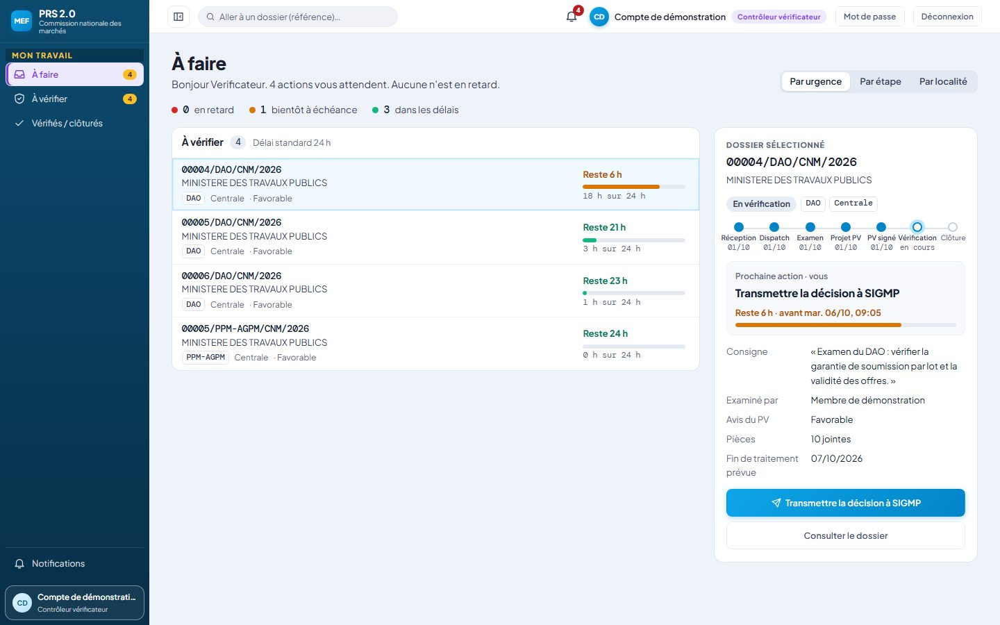 MEF
PRS 2.0
Commission nationale des
marchés
MON TRAVAIL
À faire 4
À vérifier 4
Vérifiés / clôturés
Notifications
CD
Compte de démonstrati...
Contrôleur vérificateur
Aller à un dossier (référence)...
4
CD
Compte de démonstration
Contrôleur vérificateur
Mot de passe
Déconnexion
À faire
Bonjour Verificateur. 4 actions vous attendent. Aucune n'est en retard.
Par urgence
Par étape
Par localité
0 en retard
1 bientôt à échéance
3 dans les délais
À vérifier 4 Délai standard 24 h
00004/DAO/CNM/2026
MINISTERE DES TRAVAUX PUBLICS
DAO Centrale · Favorable
Reste 6 h
18 h sur 24 h
00005/DAO/CNM/2026
MINISTERE DES TRAVAUX PUBLICS
DAO Centrale · Favorable
Reste 21 h
3 h sur 24 h
00006/DAO/CNM/2026
MINISTERE DES TRAVAUX PUBLICS
DAO Centrale · Favorable
Reste 23 h
1 h sur 24 h
00005/PPM-AGPM/CNM/2026
MINISTERE DES TRAVAUX PUBLICS
PPM-AGPM Centrale · Favorable
Reste 24 h
0 h sur 24 h
DOSSIER SÉLECTIONNÉ
00004/DAO/CNM/2026
MINISTERE DES TRAVAUX PUBLICS
En vérification DAO Centrale
Réception Dispatch Examen Projet PV PV signé Vérification Clôture
01/10 01/10 01/10 01/10 01/10 en cours
Prochaine action · vous
Transmettre la décision à SIGMP
Reste 6 h · avant mar. 06/10, 09:05
Consigne « Examen du DAO : vérifier la
garantie de soumission par lot et la
validité des offres. »
Examiné par Membre de démonstration
Avis du PV Favorable
Pièces 10 jointes
Fin de traitement 07/10/2026
prévue
Transmettre la décision à SIGMP
Consulter le dossier